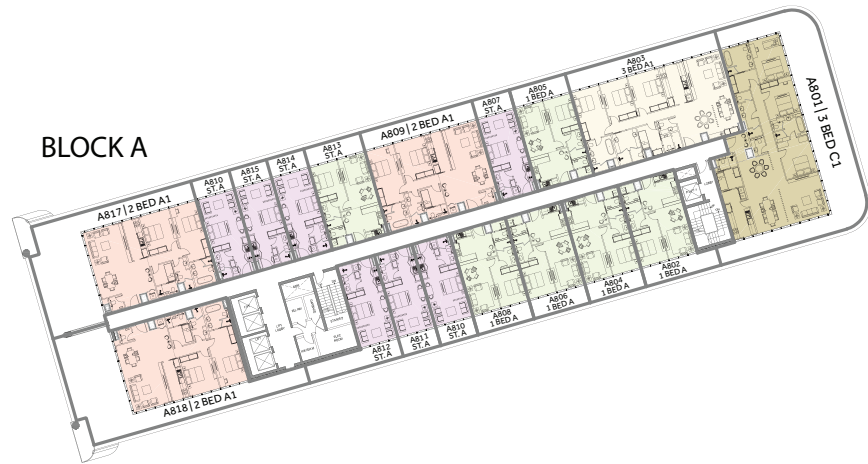 BLOCK A
A817 | 2 BED A1
A810
ST. A
A815
ST. A
A814
ST. A
A813
ST. A
A809 | 2 BED A1
A807
ST. A
A805
1 BED A
A803
3 BED A1
A801 | 3 BED C1
A818 | 2 BED A1
A812
ST. A
A811
ST. A
A810
ST. A
A808
1 BED A
A806
1 BED A
A804
1 BED A
A802
1 BED A
LOBBY